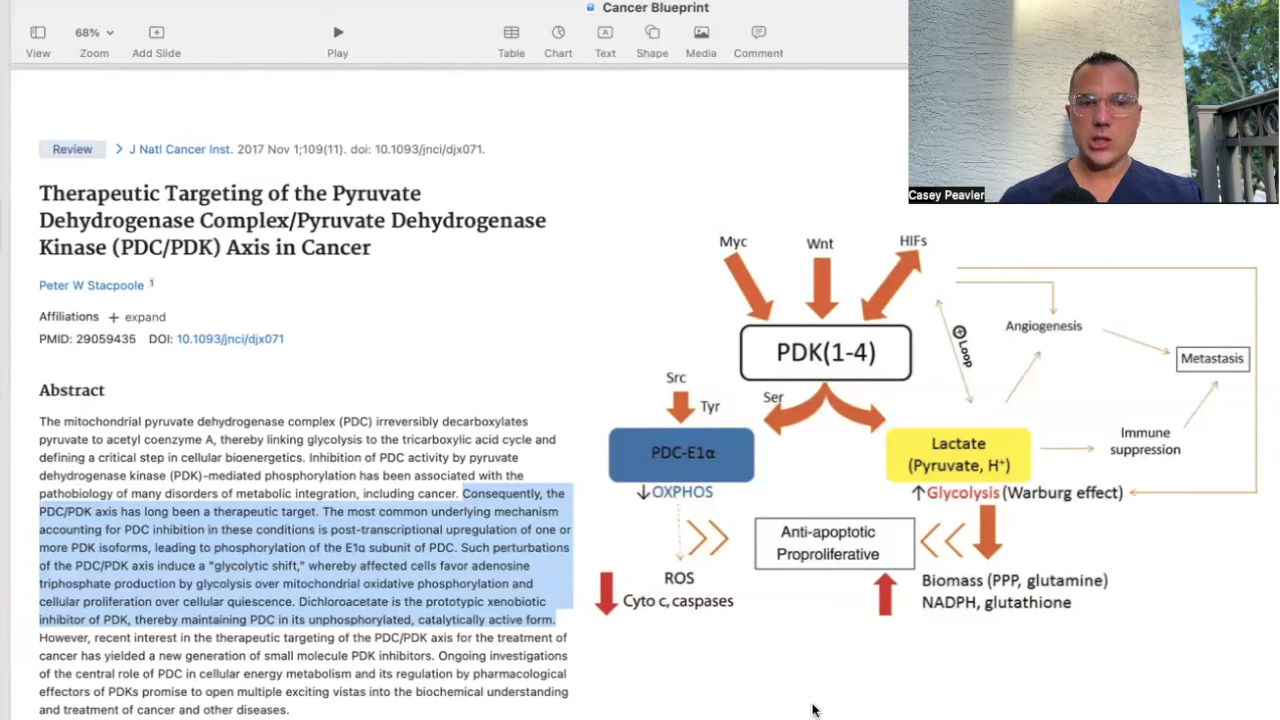 Cancer Blueprint
68%
View
Zoom
Add Slide
Play
Table
Chart
Text
Shape
Media
Comment
Casey Peavler
Review
J Natl Cancer Inst. 2017 Nov 1;109(11). doi: 10.1093/jnci/djx071.
Therapeutic Targeting of the Pyruvate
Dehydrogenase Complex/Pyruvate Dehydrogenase
Kinase (PDC/PDK) Axis in Cancer
Peter W Stacpoole 1
Affiliations + expand
PMID: 29059435 DOI: 10.1093/jnci/djx071
Abstract
The mitochondrial pyruvate dehydrogenase complex (PDC) irreversibly decarboxylates
pyruvate to acetyl coenzyme A, thereby linking glycolysis to the tricarboxylic acid cycle and
defining a critical step in cellular bioenergetics. Inhibition of PDC activity by pyruvate
dehydrogenase kinase (PDK)-mediated phosphorylation has been associated with the
pathobiology of many disorders of metabolic integration, including cancer. Consequently, the
PDC/PDK axis has long been a therapeutic target. The most common underlying mechanism
accounting for PDC inhibition in these conditions is post-transcriptional upregulation of one or
more PDK isoforms, leading to phosphorylation of the E1α subunit of PDC. Such perturbations
of the PDC/PDK axis induce a "glycolytic shift," whereby affected cells favor adenosine
triphosphate production by glycolysis over mitochondrial oxidative phosphorylation and
cellular proliferation over cellular quiescence. Dichloroacetate is the prototypic xenobiotic
inhibitor of PDK, thereby maintaining PDC in its unphosphorylated, catalytically active form.
However, recent interest in the therapeutic targeting of the PDC/PDK axis for the treatment of
cancer has yielded a new generation of small molecule PDK inhibitors. Ongoing investigations
of the central role of PDC in cellular energy metabolism and its regulation by pharmacological
effectors of PDKs promise to open multiple exciting vistas into the biochemical understanding
and treatment of cancer and other diseases.
Myc
Wnt
HIFs
PDK(1-4)
Loop
Angiogenesis
Metastasis
Src
Tyr
Ser
PDC-E1α
Lactate
(Pyruvate, H⁺)
Immune
suppression
↓OXPHOS
↑Glycolysis (Warburg effect)
Anti-apoptotic
Proproliferative
ROS
Cyto c, caspases
Biomass (PPP, glutamine)
NADPH, glutathione